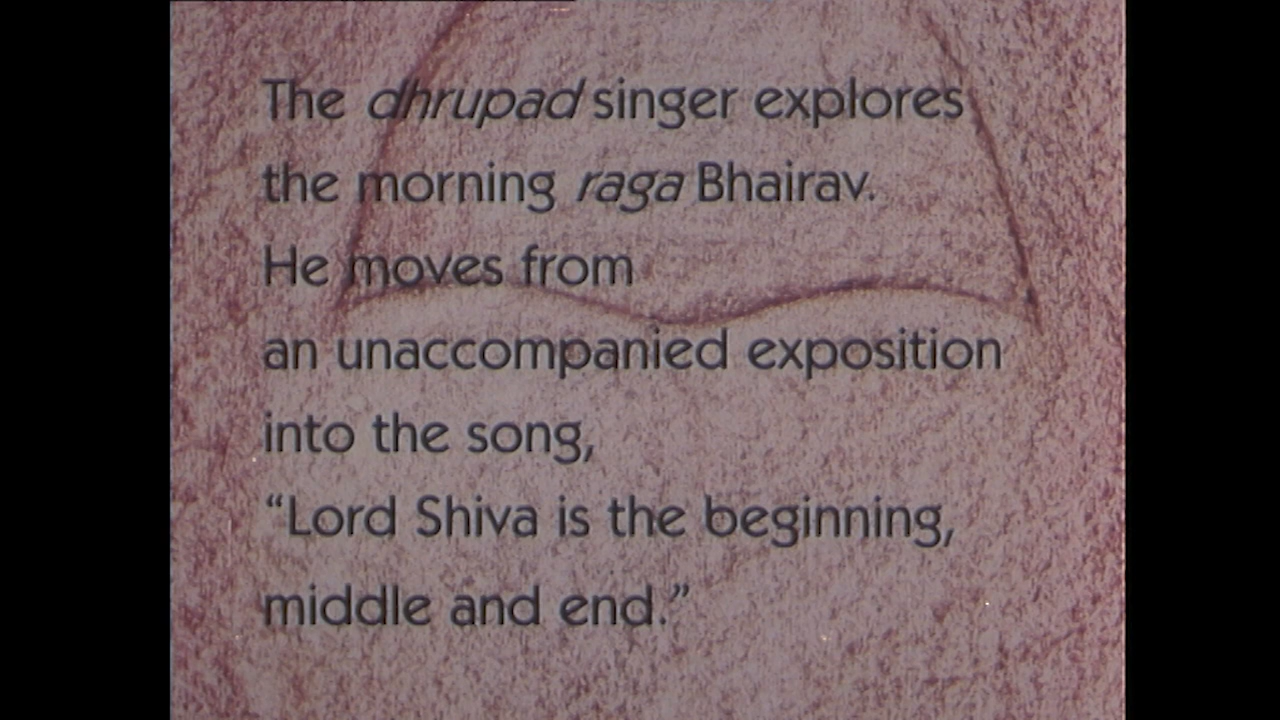 The dhrupad singer explores
the morning raga Bhairav.
He moves from
an unaccompanied exposition
into the song,
“Lord Shiva is the beginning,
middle and end.”